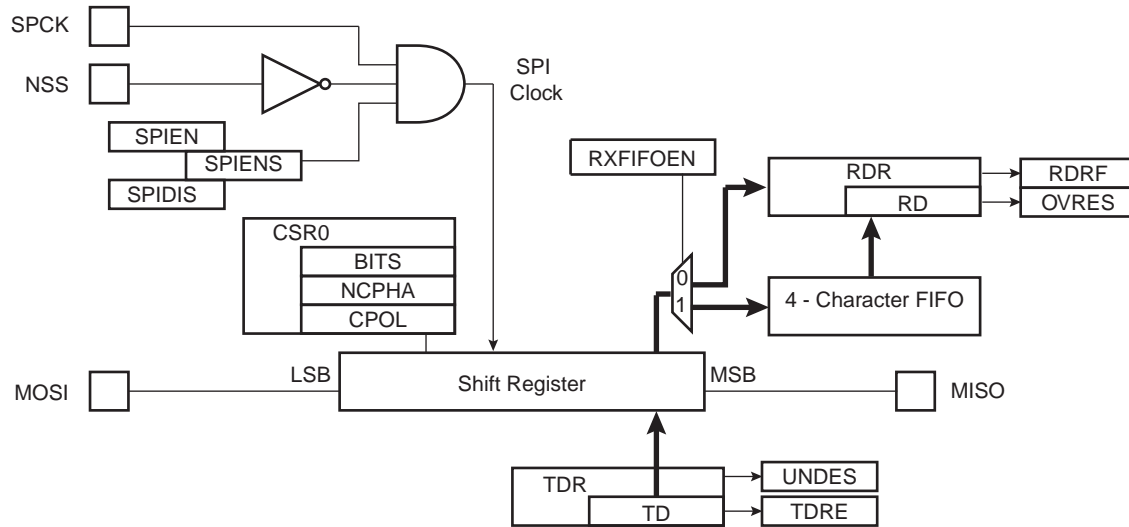 SPCK
NSS
SPI
Clock
SPIEN
SPIENS
SPIDIS
RXFIFOEN
RDR
RD
RDRF
OVRES
CSR0
BITS
NCPHA
CPOL
0
1
4 - Character FIFO
MOSI
LSB
Shift Register
MSB
MISO
TDR
TD
UNDES
TDRE